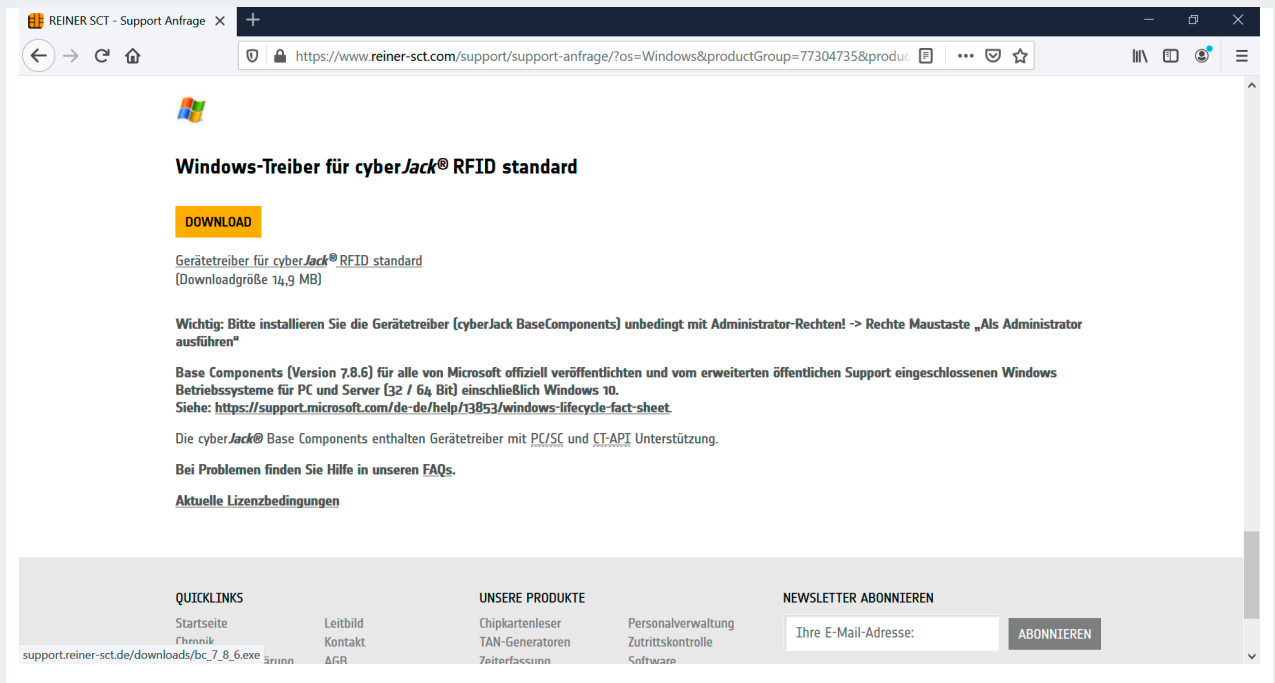 REINER SCT - Support Anfrage
https://www.reiner-sct.com/support/support-anfrage/?os=Windows&productGroup=77304735&produc
Windows-Treiber für cyberJack® RFID standard
DOWNLOAD
Gerätetreiber für cyberJack® RFID standard
(Downloadgröße 14,9 MB)
Wichtig: Bitte installieren Sie die Gerätetreiber (cyberJack BaseComponents) unbedingt mit Administrator-Rechten! -> Rechte Maustaste „Als Administrator
ausführen“
Base Components (Version 7.8.6) für alle von Microsoft offiziell veröffentlichten und vom erweiterten öffentlichen Support eingeschlossenen Windows
Betriebssysteme für PC und Server (32 / 64 Bit) einschließlich Windows 10.
Siehe: https://support.microsoft.com/de-de/help/13853/windows-lifecycle-fact-sheet.
Die cyberJack® Base Components enthalten Gerätetreiber mit PC/SC und CT-API Unterstützung.
Bei Problemen finden Sie Hilfe in unseren FAQs.
Aktuelle Lizenzbedingungen
QUICKLINKS
Startseite
Chronik
Leitbild
Kontakt
AGB
UNSERE PRODUKTE
Chipkartenleser
TAN-Generatoren
Zeiterfassung
Personalverwaltung
Zutrittskontrolle
Software
NEWSLETTER ABONNIEREN
Ihre E-Mail-Adresse:
ABONNIEREN
support.reiner-sct.de/downloads/bc_7_8_6.exe